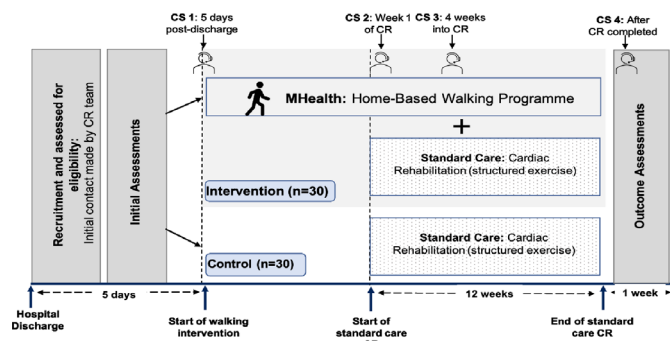 CS 1: 5 days
post-discharge
CS 2: Week 1
of CR
CS 3: 4 weeks
into CR
CS 4: After
CR completed
Recruitment and assessed for
eligibility:
Initial contact made by CR team
Initial Assessments
MHealth: Home-Based Walking Programme
+
Standard Care: Cardiac
Rehabilitation (structured exercise)
Intervention (n=30)
Standard Care: Cardiac
Rehabilitation (structured exercise)
Control (n=30)
Outcome Assessments
5 days
12 weeks
1 week
Hospital
Discharge
Start of walking
intervention
Start of
standard care
End of standard
care CR